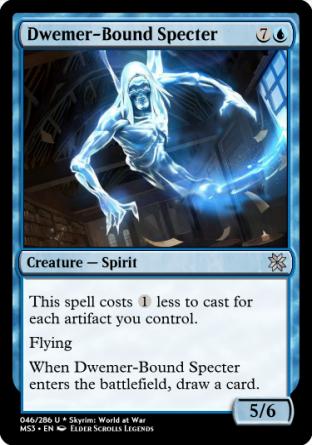 Dwemer-Bound Specter 7
Creature — Spirit
This spell costs 1 less to cast for
each artifact you control.
Flying
When Dwemer-Bound Specter
enters the battlefield, draw a card.
5/6
046/286 U * Skyrim: World at War
MS3 • EN Elder Scrolls Legends